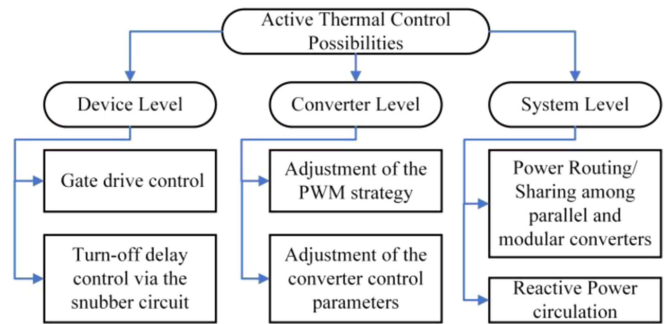 Active Thermal Control
Possibilities
Device Level
Converter Level
System Level
Gate drive control
Turn-off delay
control via the
snubber circuit
Adjustment of the
PWM strategy
Adjustment of the
converter control
parameters
Power Routing/
Sharing among
parallel and
modular converters
Reactive Power
circulation